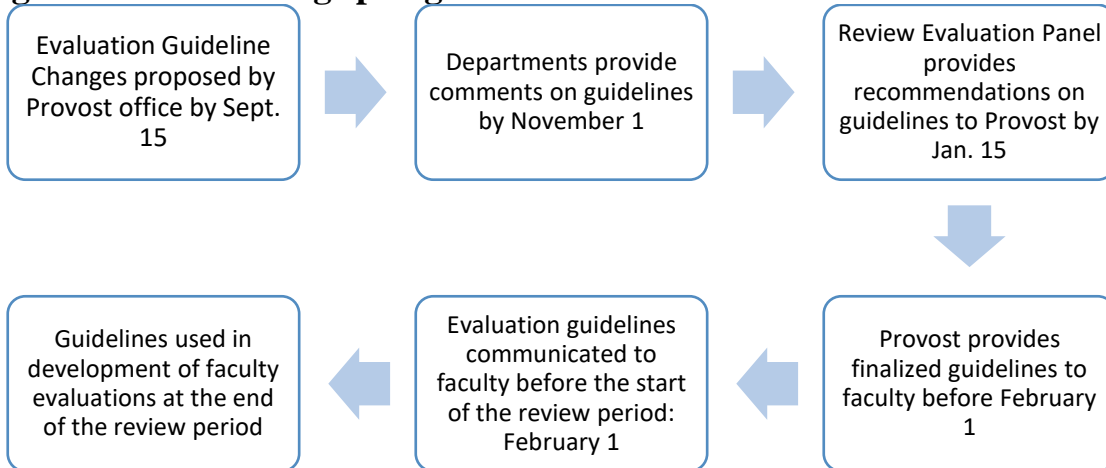 Evaluation Guideline
Changes proposed by
Provost office by Sept.
15
Departments provide
comments on guidelines
by November 1
Review Evaluation Panel
provides
recommendations on
guidelines to Provost by
Jan. 15
Provost provides
finalized guidelines to
faculty before February
1
Evaluation guidelines
communicated to
faculty before the start
of the review period:
February 1
Guidelines used in
development of faculty
evaluations at the end
of the review period